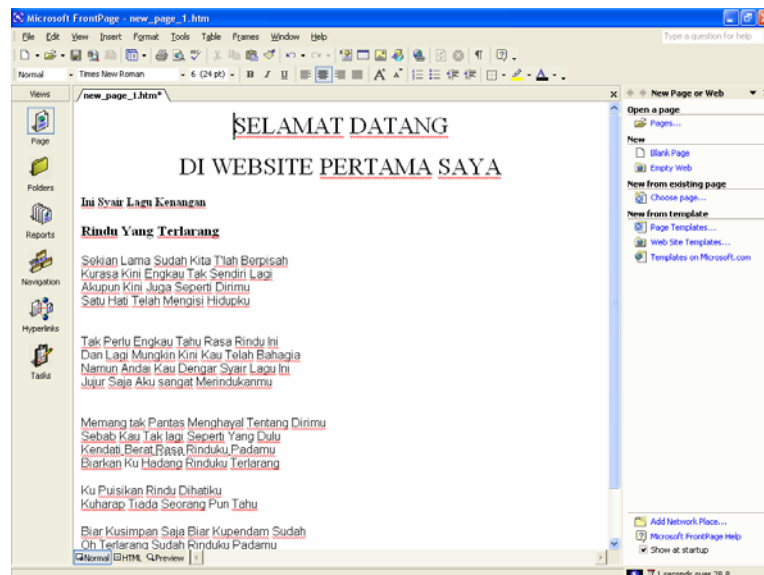 Microsoft FrontPage - new_page_1.htm
File Edit View Insert Format Tools Table Frames Window Help
Type a question for help
Normal Times New Roman 6 (24 pt) B I U A A A
Views /new_page_1.htm* x New Page or Web
Open a page
Pages...
New
Blank Page
Empty Web
New from existing page
Choose page...
New from template
Page Templates...
Web Site Templates...
Templates on Microsoft.com
Page
Folders
Reports
Navigation
Hyperlinks
Tasks
SELAMAT DATANG
DI WEBSITE PERTAMA SAYA
Ini Syair Lagu Kenangan
Rindu Yang Terlarang
Sekian Lama Sudah Kita T'lah Berpisah
Kurasa Kini Engkau Tak Sendiri Lagi
Akupun Kini Juga Seperti Dirimu
Satu Hati Telah Mengisi Hidupku
Tak Perlu Engkau Tahu Rasa Rindu Ini
Dan Lagi Mungkin Kini Kau Telah Bahagia
Namun Andai Kau Dengar Syair Lagu Ini
Jujur Saja Aku sangat Merindukanmu
Memang tak Pantas Menghayal Tentang Dirimu
Sebab Kau Tak lagi Seperti Yang Dulu
Kendati Berat Rasa Rinduku Padamu
Biarkan Ku Hadang Rinduku Terlarang
Ku Puisikan Rindu Dihatiku
Kuharap Tiada Seorang Pun Tahu
Biar Kusimpan Saja Biar Kupendam Sudah
Oh Terlarang Sudah Rinduku Padamu
Normal HTML Preview
Add Network Place...
Microsoft FrontPage Help
Show at startup
1 seconds over 28.8